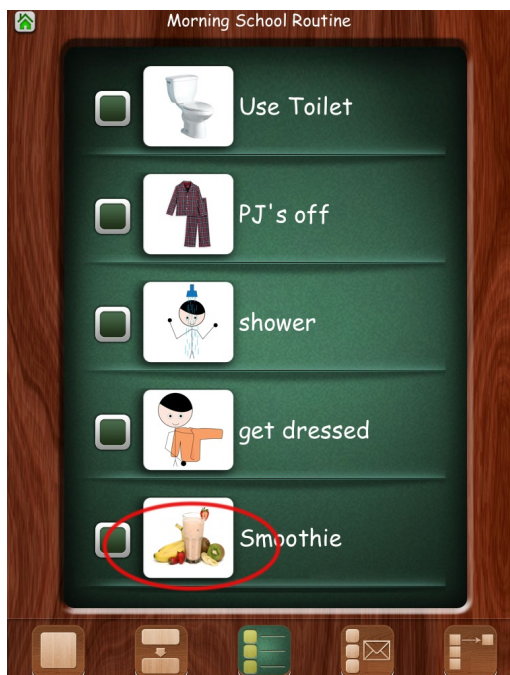 Morning School Routine
Use Toilet
PJ's off
shower
get dressed
Smoothie